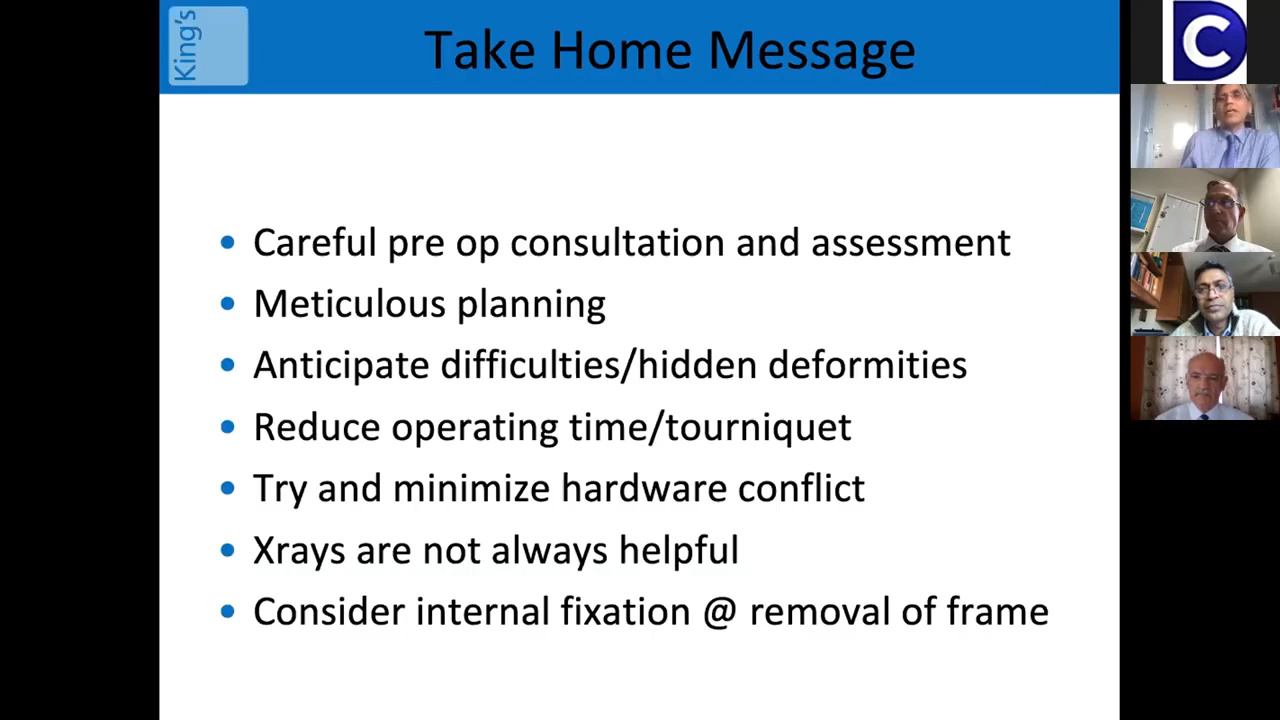 King's
Take Home Message
• Careful pre op consultation and assessment
• Meticulous planning
• Anticipate difficulties/hidden deformities
• Reduce operating time/tourniquet
• Try and minimize hardware conflict
• Xrays are not always helpful
• Consider internal fixation @ removal of frame
DC